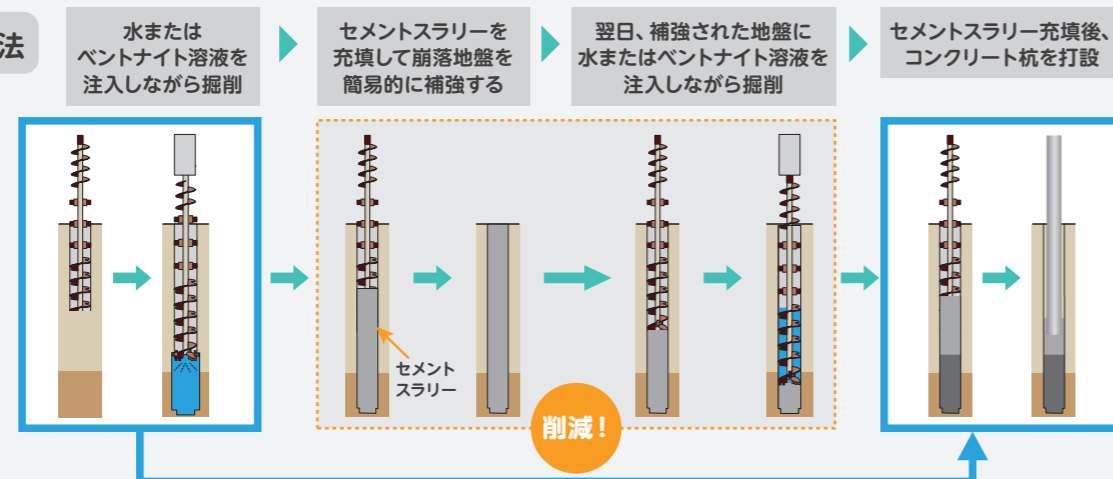 法
水または
ベントナイト溶液を
注入しながら掘削
セメントスラリーを
充填して崩落地盤を
簡易的に補強する
翌日、補強された地盤に
水またはベントナイト溶液を
注入しながら掘削
セメントスラリー充填後、
コンクリート杭を打設
セメント
スラリー
削減！